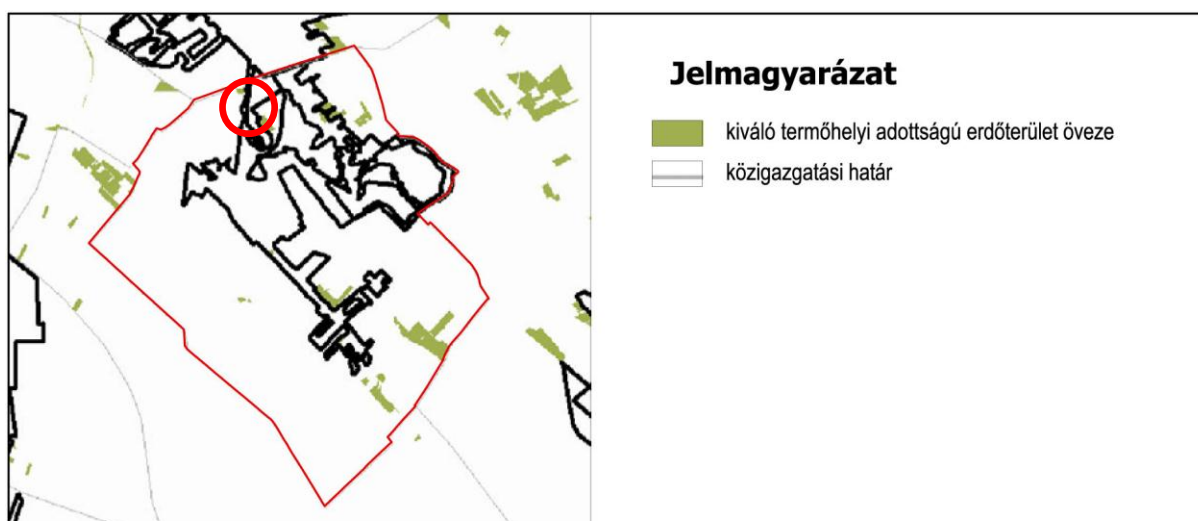 Jelmagyarázat
kiváló termőhelyi adottságú erdőterület öveze
közigazgatási határ